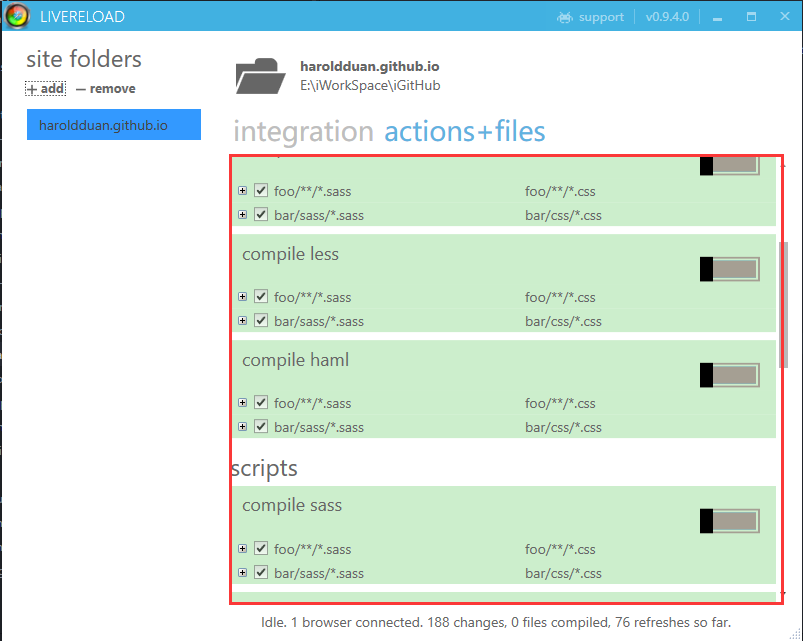 LIVERELOAD
support
v0.9.4.0
site folders
+ add — remove
haroldduan.github.io
haroldduan.github.io
E:\iWorkSpace\iGitHub
integration actions+files
foo/**/*.sass foo/**/*.css
bar/sass/*.sass bar/css/*.css
compile less
foo/**/*.sass foo/**/*.css
bar/sass/*.sass bar/css/*.css
compile haml
foo/**/*.sass foo/**/*.css
bar/sass/*.sass bar/css/*.css
scripts
compile sass
foo/**/*.sass foo/**/*.css
bar/sass/*.sass bar/css/*.css
Idle. 1 browser connected. 188 changes, 0 files compiled, 76 refreshes so far.